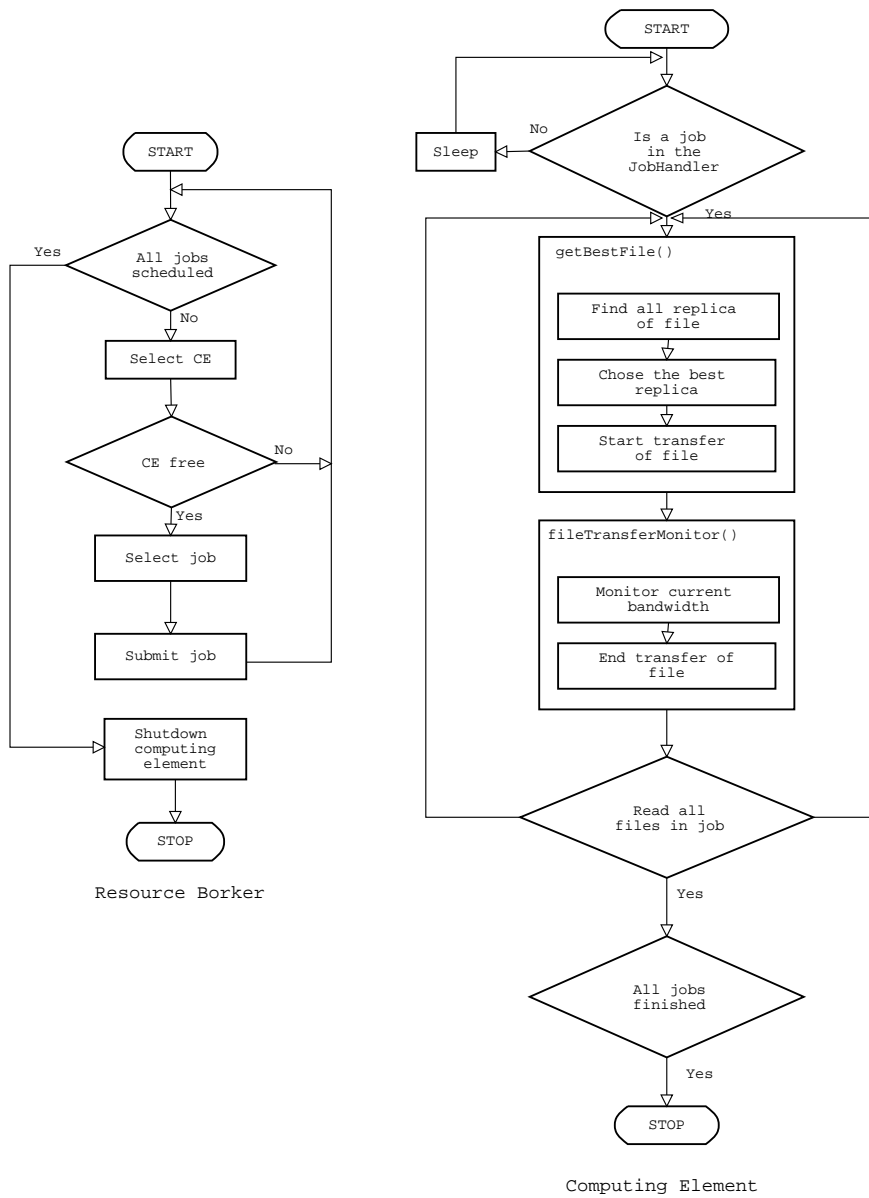 START
Yes
All jobs
scheduled
No
Select CE
CE free
No
Yes
Select job
Submit job
Shutdown
computing
element
STOP
Resource Borker
START
No
Sleep
Is a job
in the
JobHandler
Yes
getBestFile()
Find all replica
of file
Chose the best
replica
Start transfer
of file
fileTransferMonitor()
Monitor current
bandwidth
End transfer of
file
Read all
files in job
Yes
All jobs
finished
Yes
STOP
Computing Element